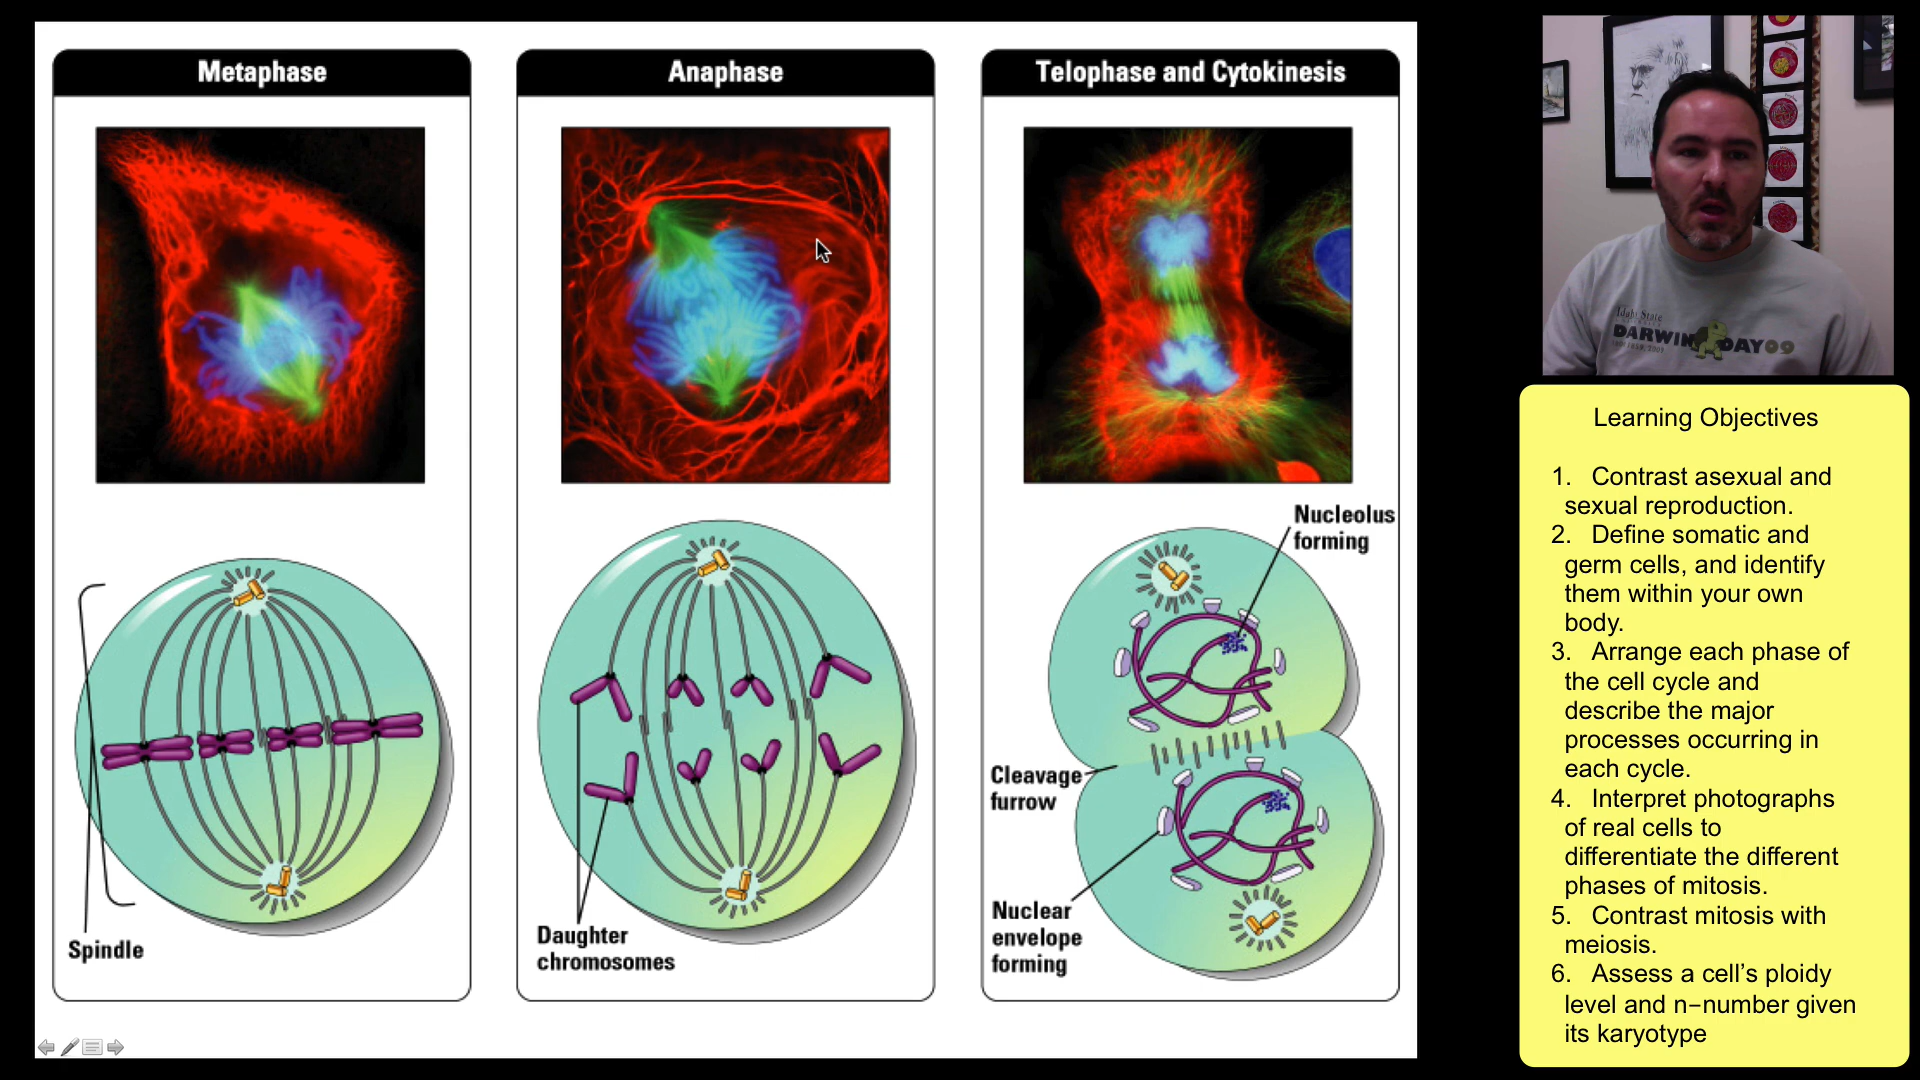 Metaphase
Anaphase
Telophase and Cytokinesis
Spindle
Daughter
chromosomes
Nucleolus
forming
Cleavage
furrow
Nuclear
envelope
forming
Idaho State
DARWIN DAY09
Learning Objectives
1. Contrast asexual and
sexual reproduction.
2. Define somatic and
germ cells, and identify
them within your own
body.
3. Arrange each phase of
the cell cycle and
describe the major
processes occurring in
each cycle.
4. Interpret photographs
of real cells to
differentiate the different
phases of mitosis.
5. Contrast mitosis with
meiosis.
6. Assess a cell’s ploidy
level and n–number given
its karyotype